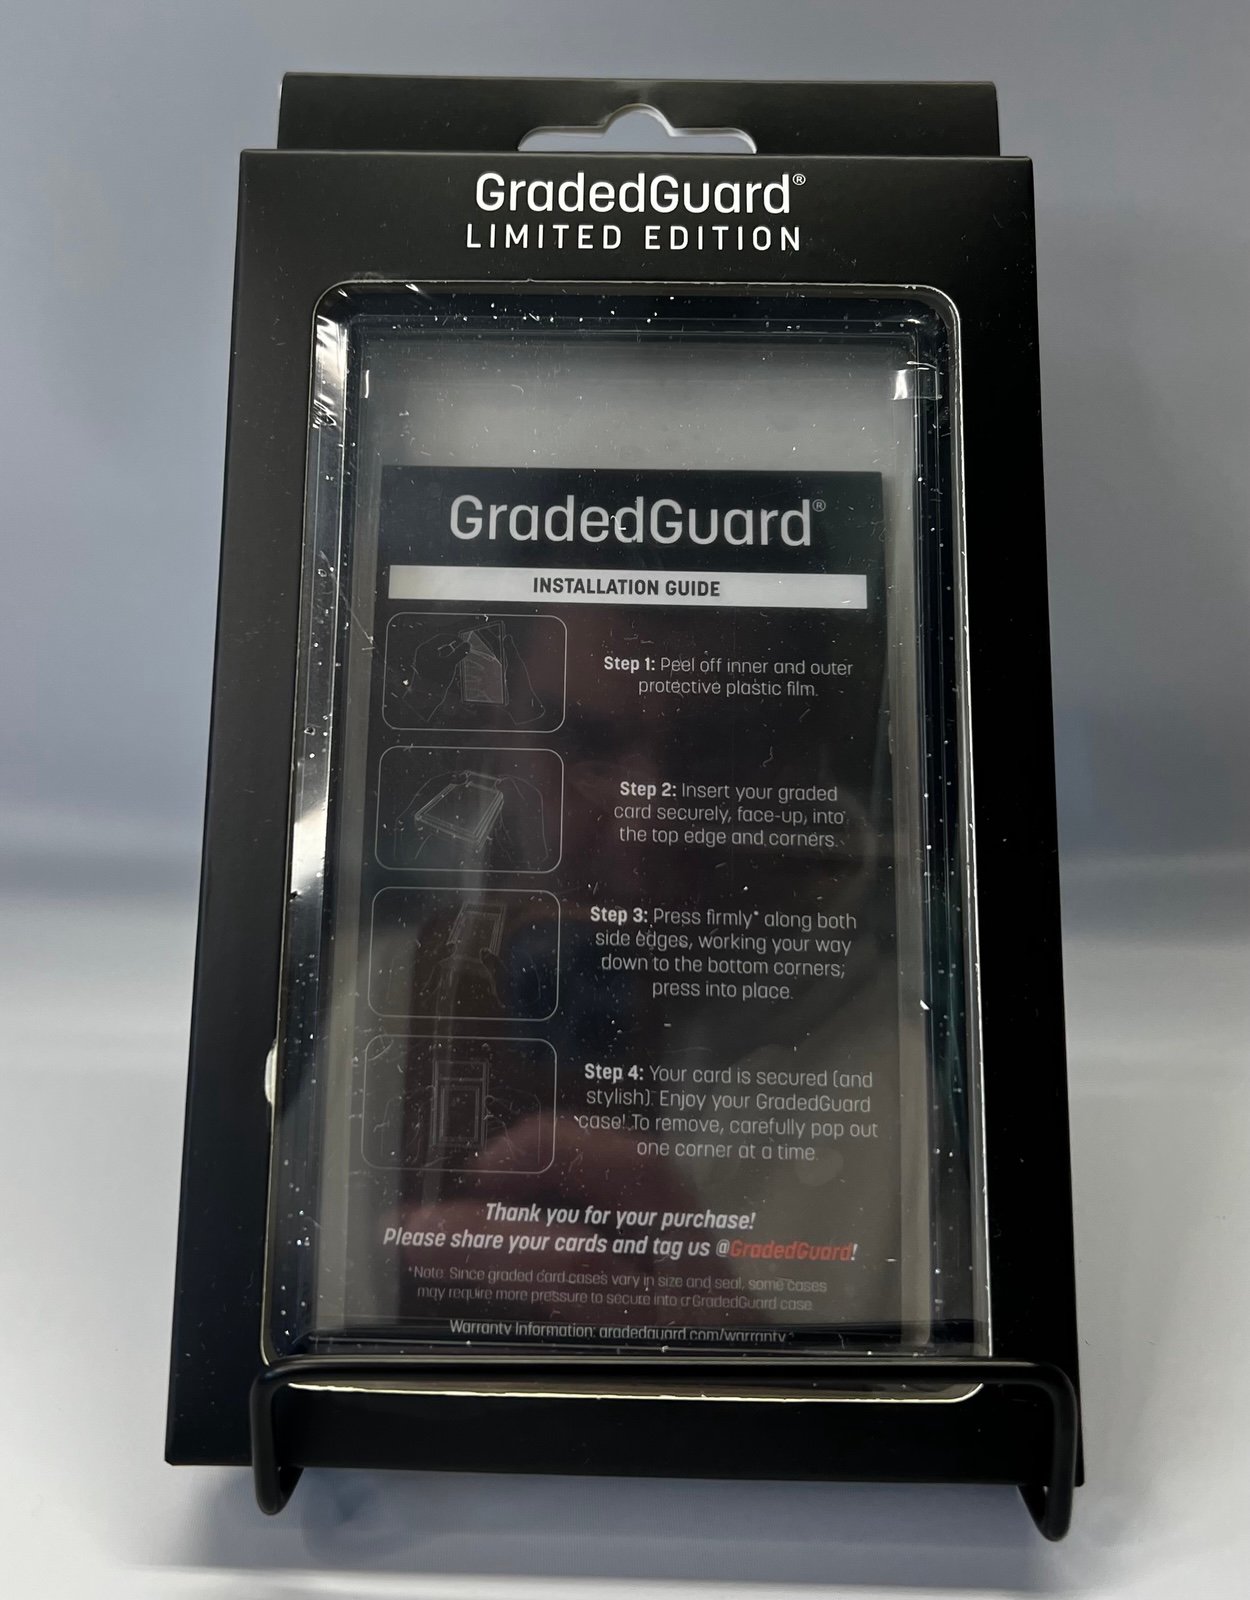 GradedGuard®
LIMITED EDITION
GradedGuard®
INSTALLATION GUIDE
Step 1: Peel off inner and outer
protective plastic film.
Step 2: Insert your graded
card securely, face-up, into
the top edge and corners.
Step 3: Press firmly* along both
side edges, working your way
down to the bottom corners;
press into place.
Step 4: Your card is secured (and
stylish). Enjoy your GradedGuard
case! To remove, carefully pop out
one corner at a time.
Thank you for your purchase!
Please share your cards and tag us @GradedGuard!
*Note: Since graded card cases vary in size and seal, some cases
may require more pressure to secure into a GradedGuard case
Warranty Information: gradedguard.com/warranty